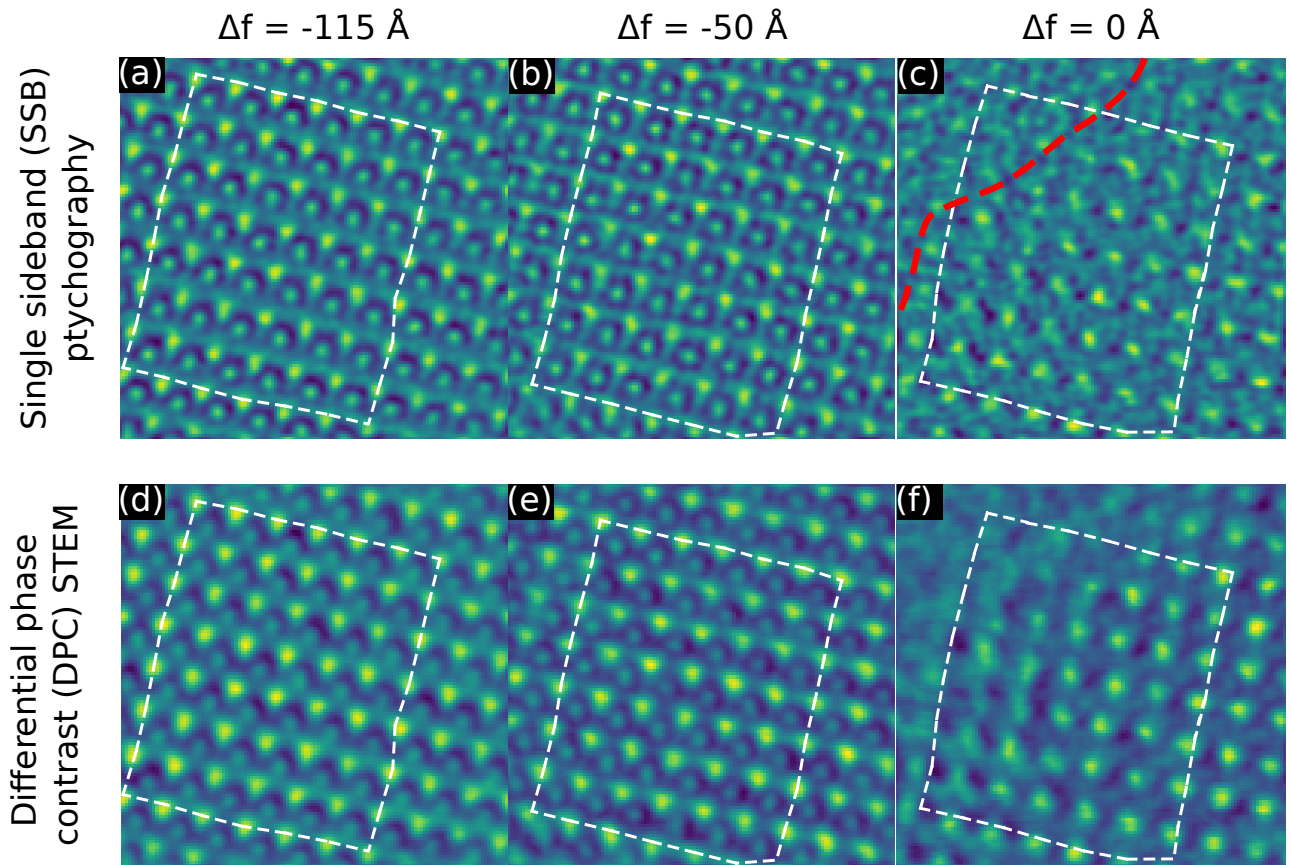 Δf = -115 Å
Δf = -50 Å
Δf = 0 Å
Single sideband (SSB)
ptychography
(a)
(b)
(c)
Differential phase
contrast (DPC) STEM
(d)
(e)
(f)